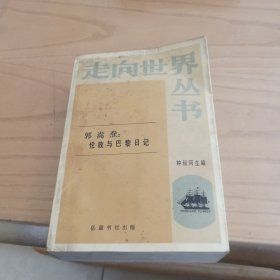 走向世界
丛书
郭嵩焘：
伦敦与巴黎日记
钟叔河主编
岳麓书社出版